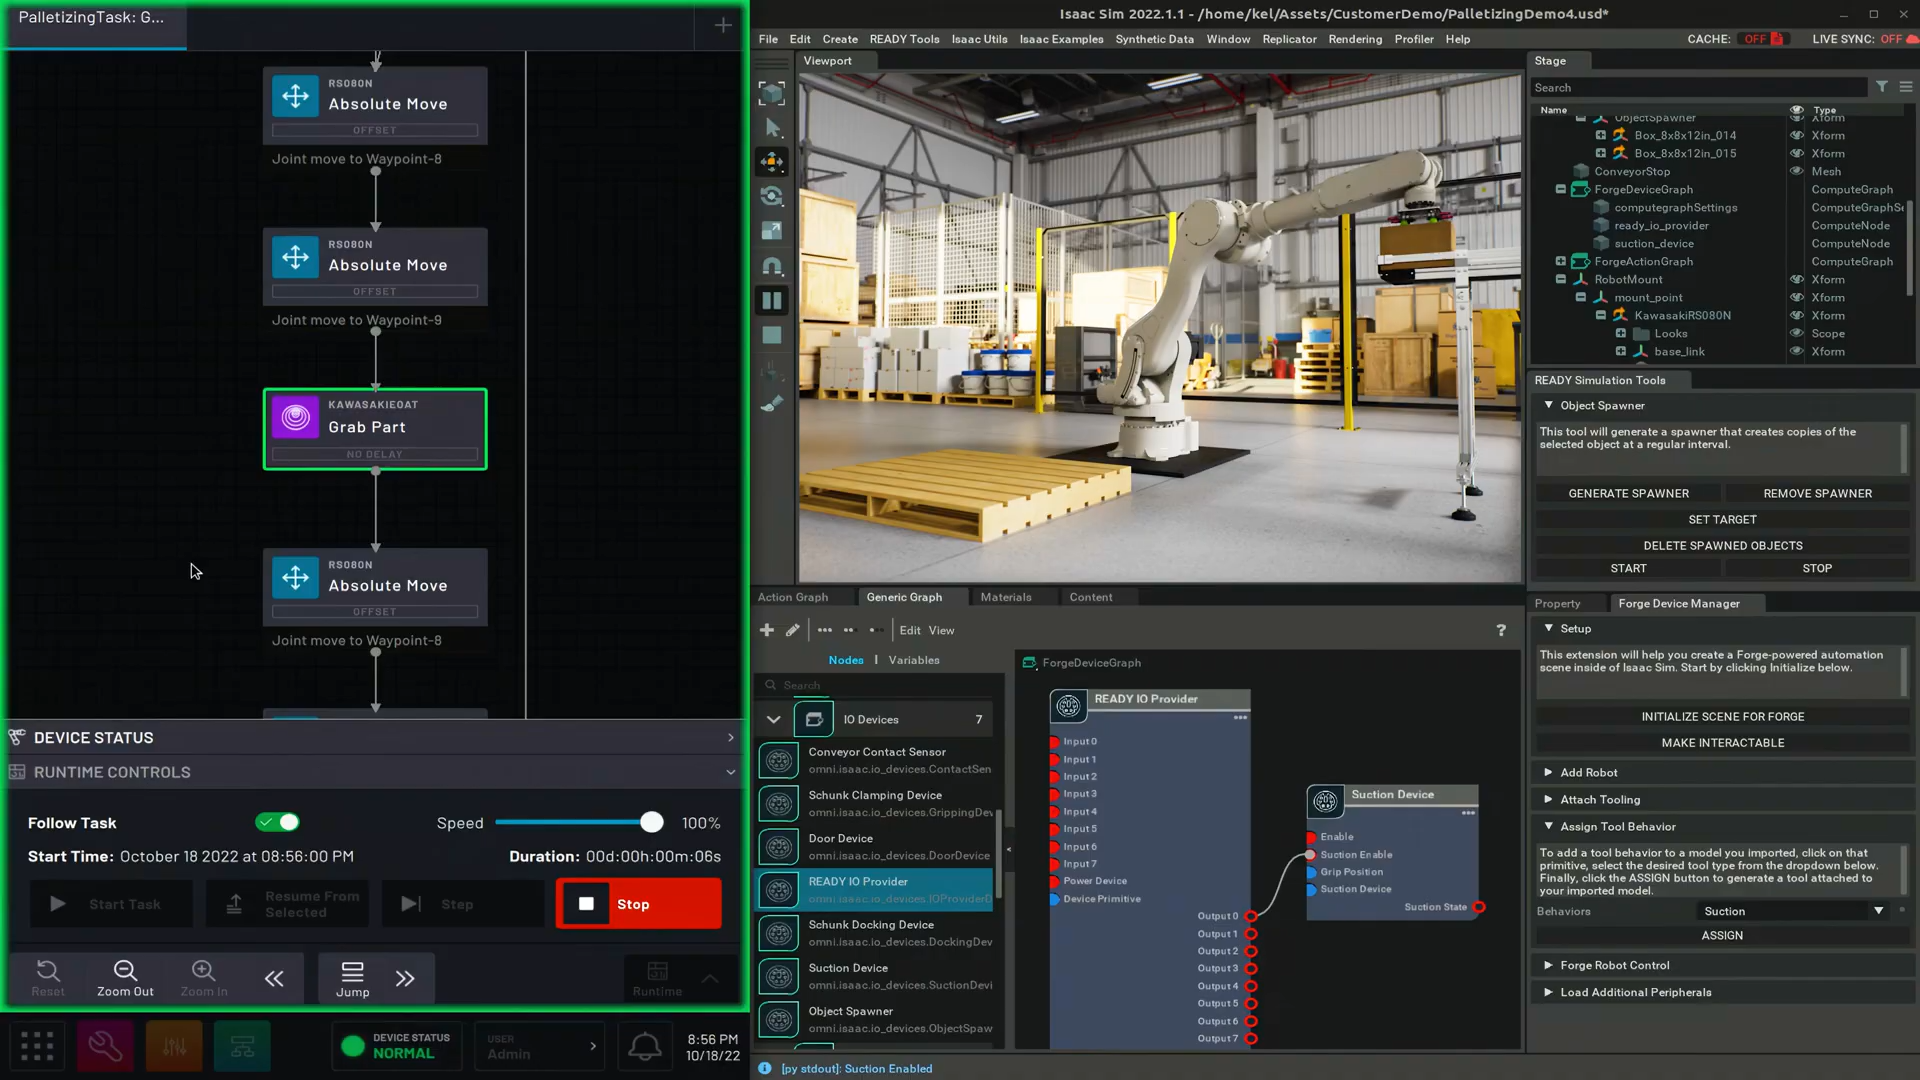 PalletizingTask: G...
RS080N
Absolute Move
OFFSET
Joint move to Waypoint-8
RS080N
Absolute Move
OFFSET
Joint move to Waypoint-9
KAWASAKIEOAT
Grab Part
NO DELAY
RS080N
Absolute Move
OFFSET
Joint move to Waypoint-8
DEVICE STATUS
RUNTIME CONTROLS
Follow Task
Speed
100%
Start Time: October 18 2022 at 08:56:00 PM
Duration: 00d:00h:00m:06s
Start Task
Resume From
Selected
Step
Stop
Reset
Zoom Out
Zoom In
Jump
Runtime
DEVICE STATUS
NORMAL
USER
Admin
8:56 PM
10/18/22
Isaac Sim 2022.1.1 - /home/kel/Assets/CustomerDemo/PalletizingDemo4.usd*
File Edit Create READY Tools Isaac Utils Isaac Examples Synthetic Data Window Replicator Rendering Profiler Help
CACHE: OFF
LIVE SYNC: OFF
Viewport
Action Graph
Generic Graph
Materials
Content
Edit View
?
Nodes | Variables
Search
IO Devices 7
Conveyor Contact Sensor
omni.isaac.io_devices.ContactSen
Schunk Clamping Device
omni.isaac.io_devices.GrippingDev
Door Device
omni.isaac.io_devices.DoorDevice
READY IO Provider
omni.isaac.io_devices.IOProviderD
Schunk Docking Device
omni.isaac.io_devices.DockingDev
Suction Device
omni.isaac.io_devices.SuctionDevi
Object Spawner
omni.isaac.io_devices.ObjectSpaw
ForgeDeviceGraph
READY IO Provider
Input 0
Input 1
Input 2
Input 3
Input 4
Input 5
Input 6
Input 7
Power Device
Device Primitive
Output 0
Output 1
Output 2
Output 3
Output 4
Output 5
Output 6
Output 7
Suction Device
Enable
Suction Enable
Grip Position
Suction Device
Suction State
[py stdout]: Suction Enabled
Stage
Search
Name Type
ObjectSpawner Xform
Box_8x8x12in_014 Xform
Box_8x8x12in_015 Xform
ConveyorStop Mesh
ForgeDeviceGraph ComputeGraph
computegraphSettings ComputeGraphSe
ready_io_provider ComputeNode
suction_device ComputeNode
ForgeActionGraph ComputeGraph
RobotMount Xform
mount_point Xform
KawasakiRS080N Xform
Looks Scope
base_link Xform
READY Simulation Tools
Object Spawner
This tool will generate a spawner that creates copies of the
selected object at a regular interval.
GENERATE SPAWNER
REMOVE SPAWNER
SET TARGET
DELETE SPAWNED OBJECTS
START
STOP
Property
Forge Device Manager
Setup
This extension will help you create a Forge-powered automation
scene inside of Isaac Sim. Start by clicking Initialize below.
INITIALIZE SCENE FOR FORGE
MAKE INTERACTABLE
Add Robot
Attach Tooling
Assign Tool Behavior
To add a tool behavior to a model you imported, click on that
primitive, select the desired tool type from the dropdown below.
Finally, click the ASSIGN button to generate a tool attached to
your imported model.
Behaviors
Suction
ASSIGN
Forge Robot Control
Load Additional Peripherals